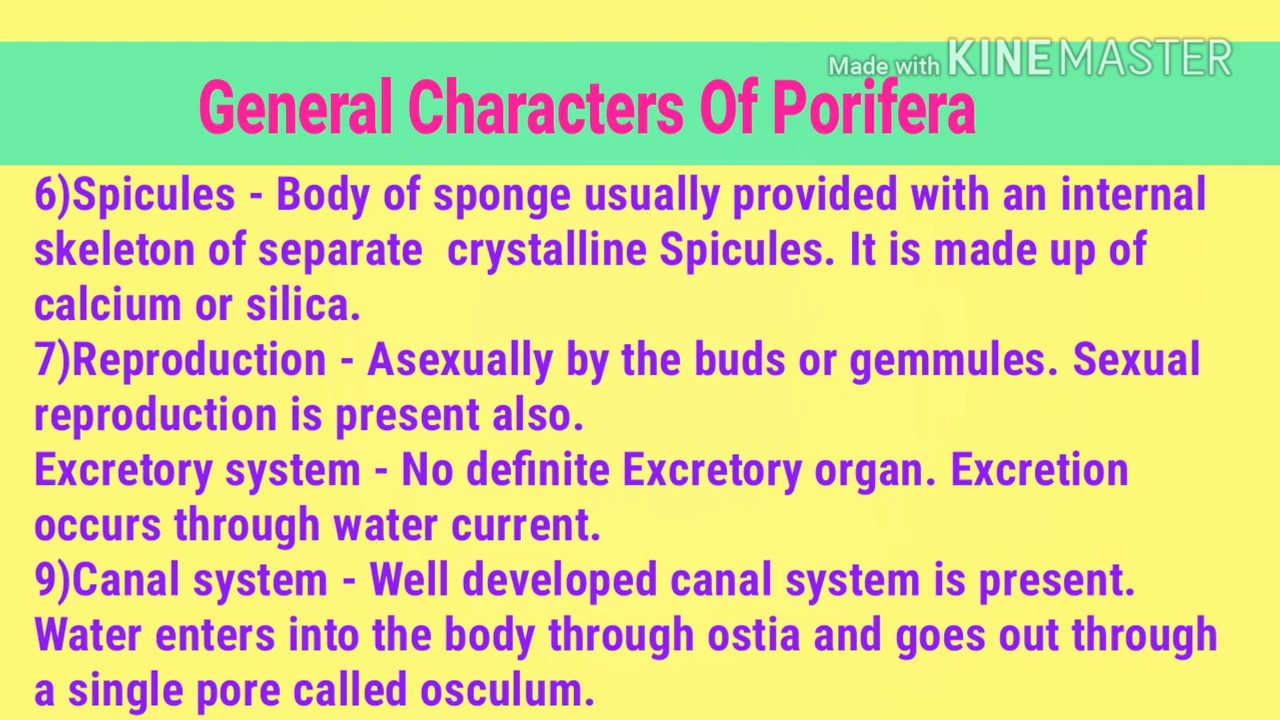 Made with KINEMASTER
General Characters Of Porifera
6)Spicules - Body of sponge usually provided with an internal
skeleton of separate crystalline Spicules. It is made up of
calcium or silica.
7)Reproduction - Asexually by the buds or gemmules. Sexual
reproduction is present also.
Excretory system - No definite Excretory organ. Excretion
occurs through water current.
9)Canal system - Well developed canal system is present.
Water enters into the body through ostia and goes out through
a single pore called osculum.